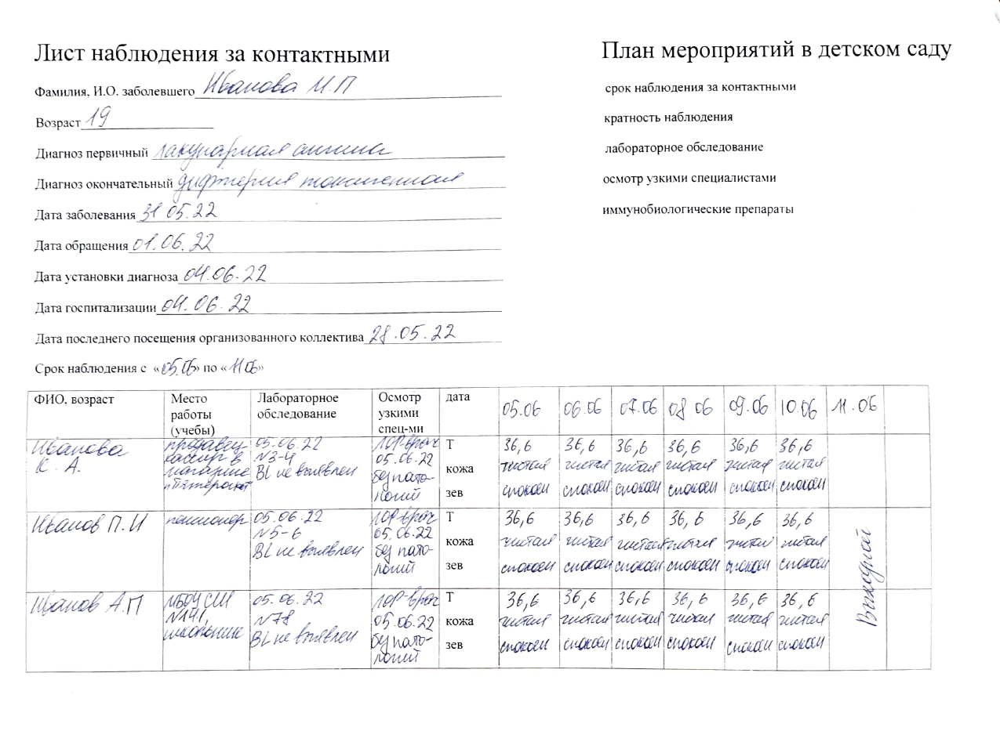 Лист наблюдения за контактными
Фамилия, И.О. заболевшего Иванова И.П
Возраст 19
Диагноз первичный лакунарная ангина
Диагноз окончательный дифтерия токсигенная
Дата заболевания 31 05.22
Дата обращения 01.06.22
Дата установки диагноза 04.06.22
Дата госпитализации 04.06.22
Дата последнего посещения организованного коллектива 28.05.22
Срок наблюдения с «05.06» по «11 06»
План мероприятий в детском саду
срок наблюдения за контактными
кратность наблюдения
лабораторное обследование
осмотр узкими специалистами
иммунобиологические препараты
ФИО, возраст
Место
работы
(учебы)
Лабораторное
обследование
Осмотр
узкими
спец-ми
дата
05.06 06.06 07.06 08 06 09.06 10.06 11.06
Иванова
К. А.
продавец
кассир в
магазине
05.06.22
N3-4
BL не выявлен
ЛОР-врач
05.06.22
без пато-
логий
Т 36,6 36,6 36,6 36,6 36,6 36,6
кожа чистая чистая чистая чистая чистая чистая
зев спокоен спокоен спокоен спокоен спокоен спокоен
Иванов П.И
пенсионер
05.06.22
N5-6
BL не выявлен
ЛОР-врач
05.06.22
без пато-
логий
Т 36,6 36,6 36,6 36,6 36,6 36,6
кожа чистая чистая чистая чистая чистая чистая
зев спокоен спокоен спокоен спокоен спокоен спокоен
Иванов А.П
МБОУ СШ
N141,
школьник
05.06.22
N78
BL не выявлен
ЛОР-врач
05.06.22
без пато-
логий
Т 36,6 36,6 36,6 36,6 36,6 36,6
кожа чистая чистая чистая чистая чистая чистая
зев спокоен спокоен спокоен спокоен спокоен спокоен
Выходной